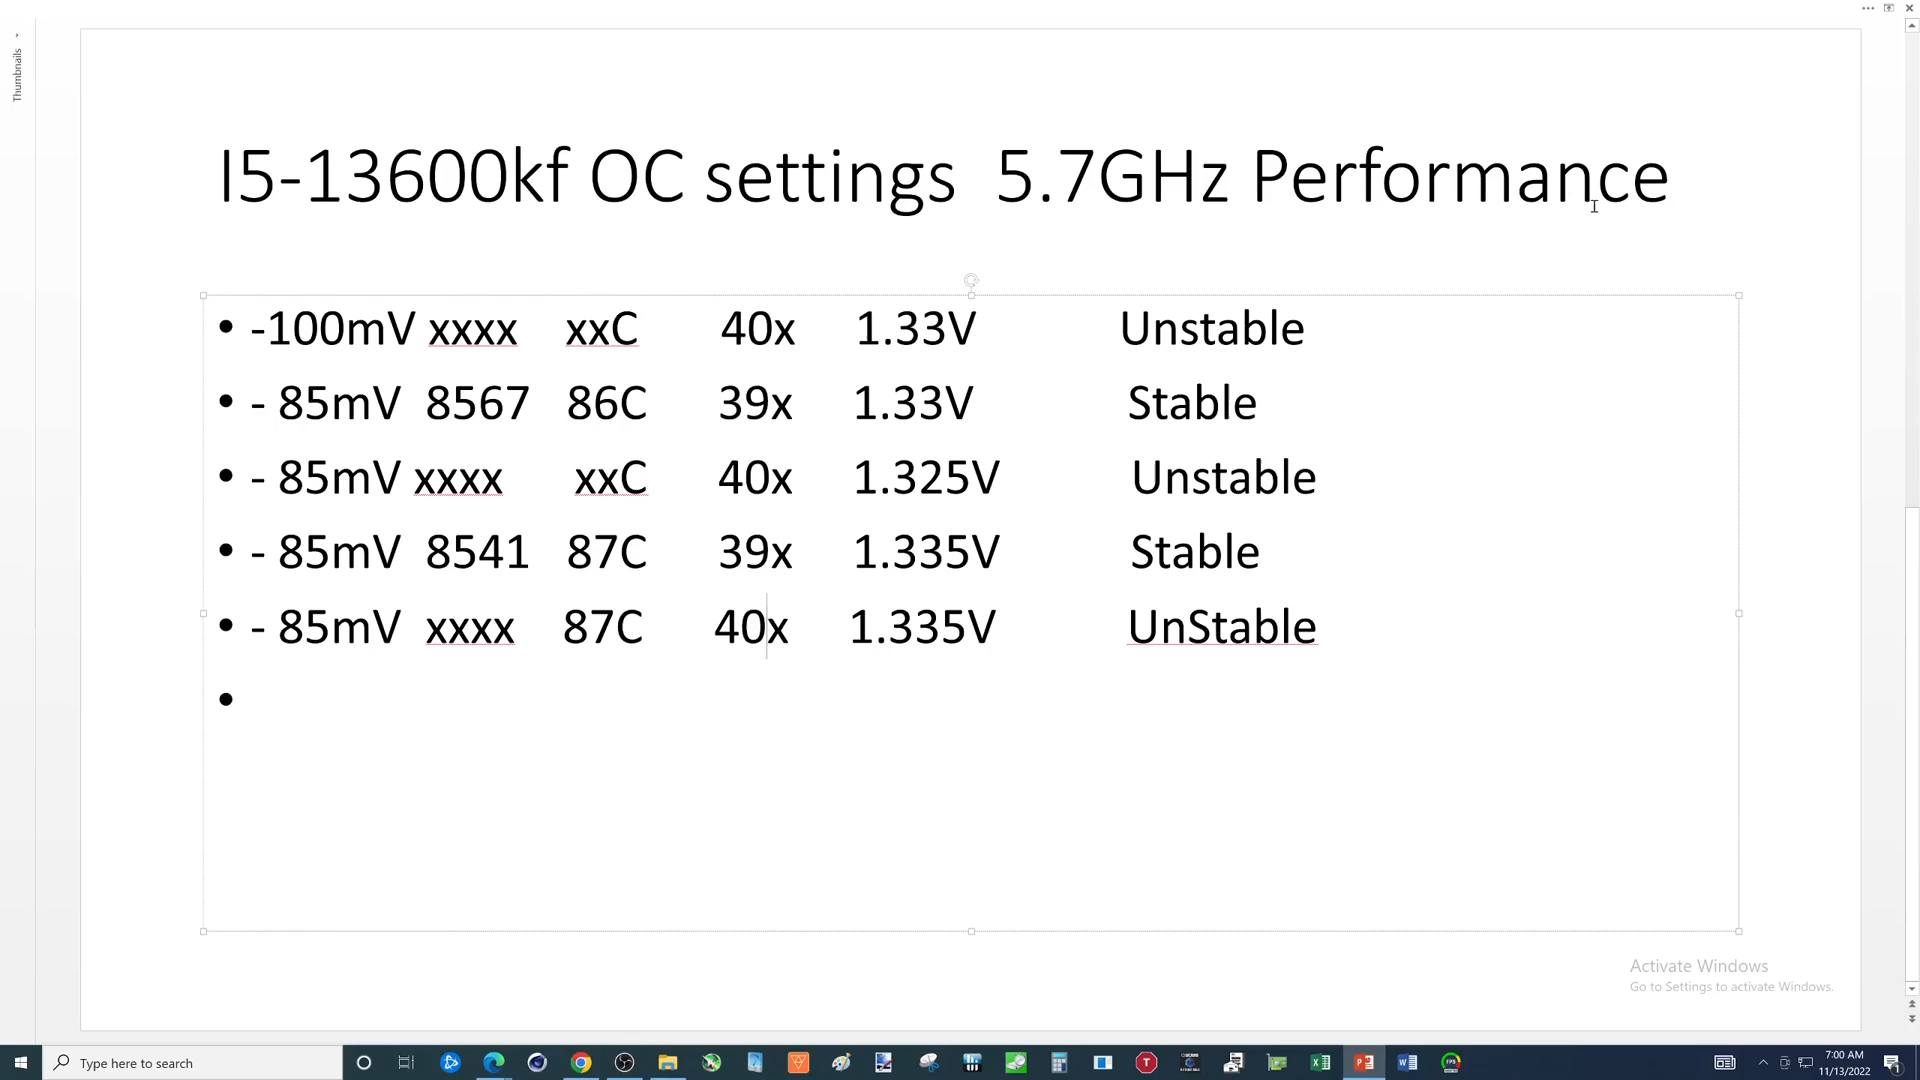 Thumbnails
I5-13600kf OC settings 5.7GHz Performance
• -100mV xxxx xxC 40x 1.33V Unstable
• - 85mV 8567 86C 39x 1.33V Stable
• - 85mV xxxx xxC 40x 1.325V Unstable
• - 85mV 8541 87C 39x 1.335V Stable
• - 85mV xxxx 87C 40x 1.335V UnStable
•
Activate Windows
Go to Settings to activate Windows.
Type here to search
7:00 AM
11/13/2022